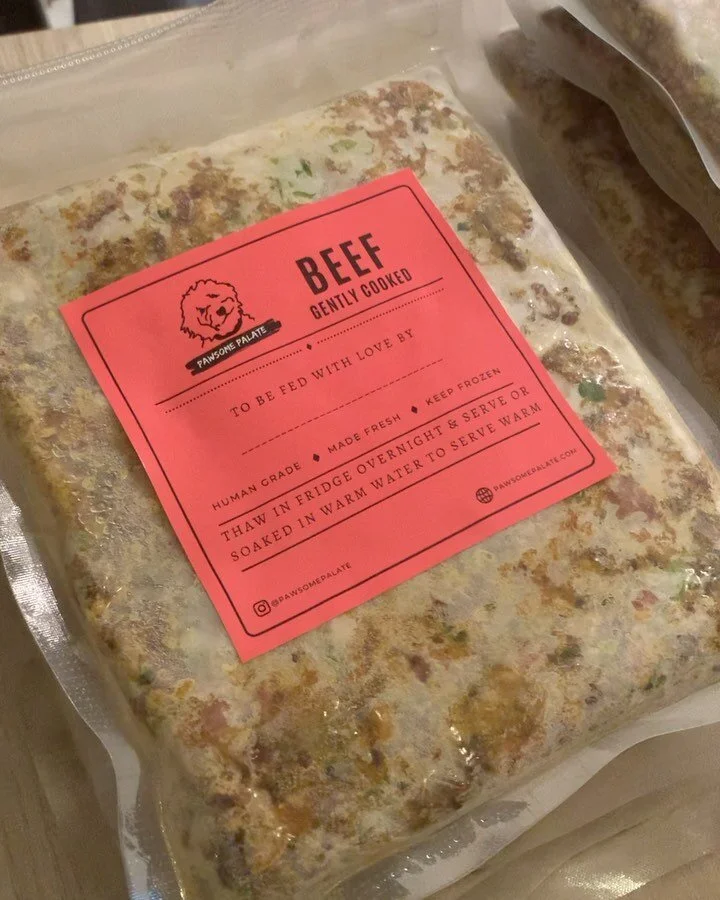 BEEF
GENTLY COOKED
PAWSOME PALATE
TO BE FED WITH LOVE BY
HUMAN GRADE ♦ MADE FRESH ♦ KEEP FROZEN
THAW IN FRIDGE OVERNIGHT & SERVE OR
SOAKED IN WARM WATER TO SERVE WARM
@PAWSOMEPALATE
PAWSOMEPALATE.COM